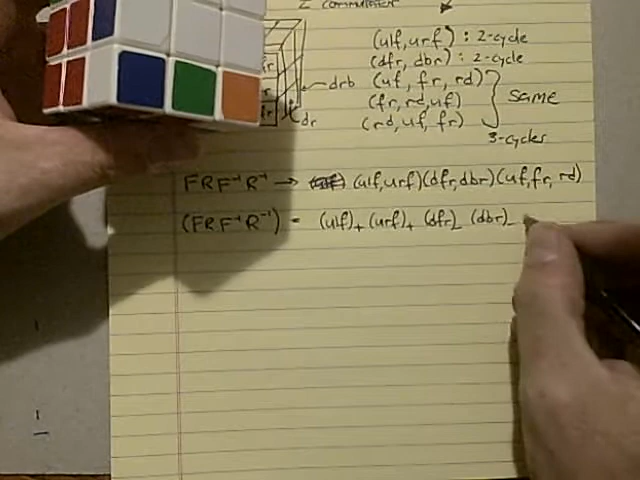 Z commutator
(ulf, urf) : 2-cycle
(dfr, dbr) : 2-cycle
(uf, fr, rd)
(fr, rd, uf)
(rd, uf, fr)
same
3-cycles
drb
dr
FRF⁻¹R⁻¹ → (ulf, urf)(dfr, dbr)(uf, fr, rd)
(FRF⁻¹R⁻¹) = (ulf)₊ (urf)₊ (dfr)₋ (dbr)₋